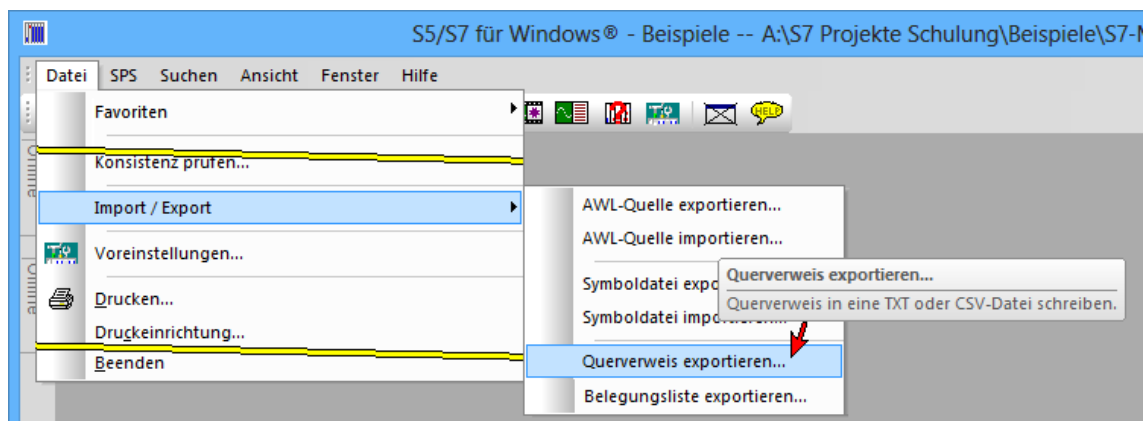 S5/S7 für Windows® - Beispiele -- A:\S7 Projekte Schulung\Beispiele\S7-
Datei SPS Suchen Ansicht Fenster Hilfe
Favoriten
HELP
Konsistenz prüfen...
Import / Export
AWL-Quelle exportieren...
AWL-Quelle importieren...
Voreinstellungen...
Querverweis exportieren...
Symboldatei expo
Querverweis in eine TXT oder CSV-Datei schreiben.
Drucken...
Symboldatei importieren...
Druckeinrichtung...
Querverweis exportieren...
Beenden
Belegungsliste exportieren...